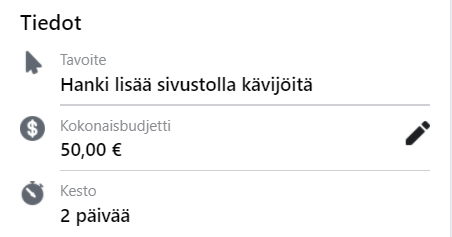 Tiedot
Tavoite
Hanki lisää sivustolla kävijöitä
Kokonaisbudjetti
50,00 €
Kesto
2 päivää